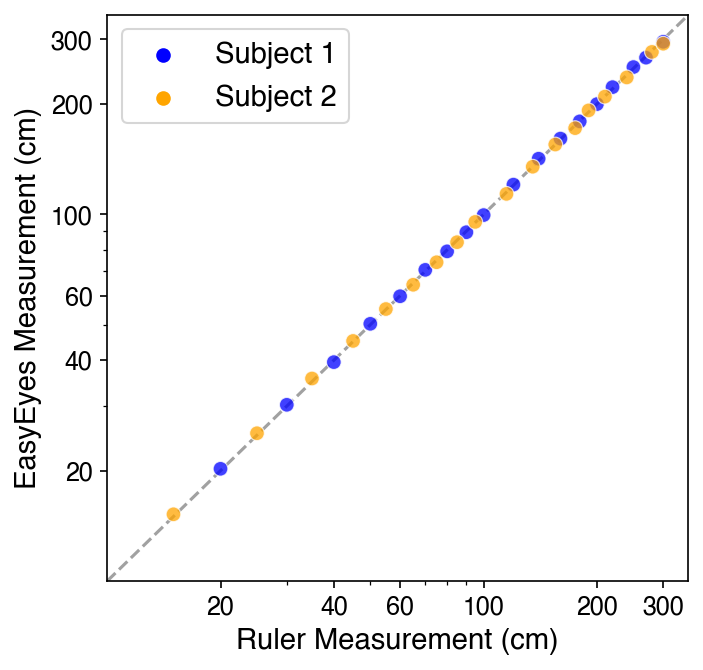 Subject 1
Subject 2
EasyEyes Measurement (cm)
300
200
100
60
40
20
20 40 60 100 200 300
Ruler Measurement (cm)